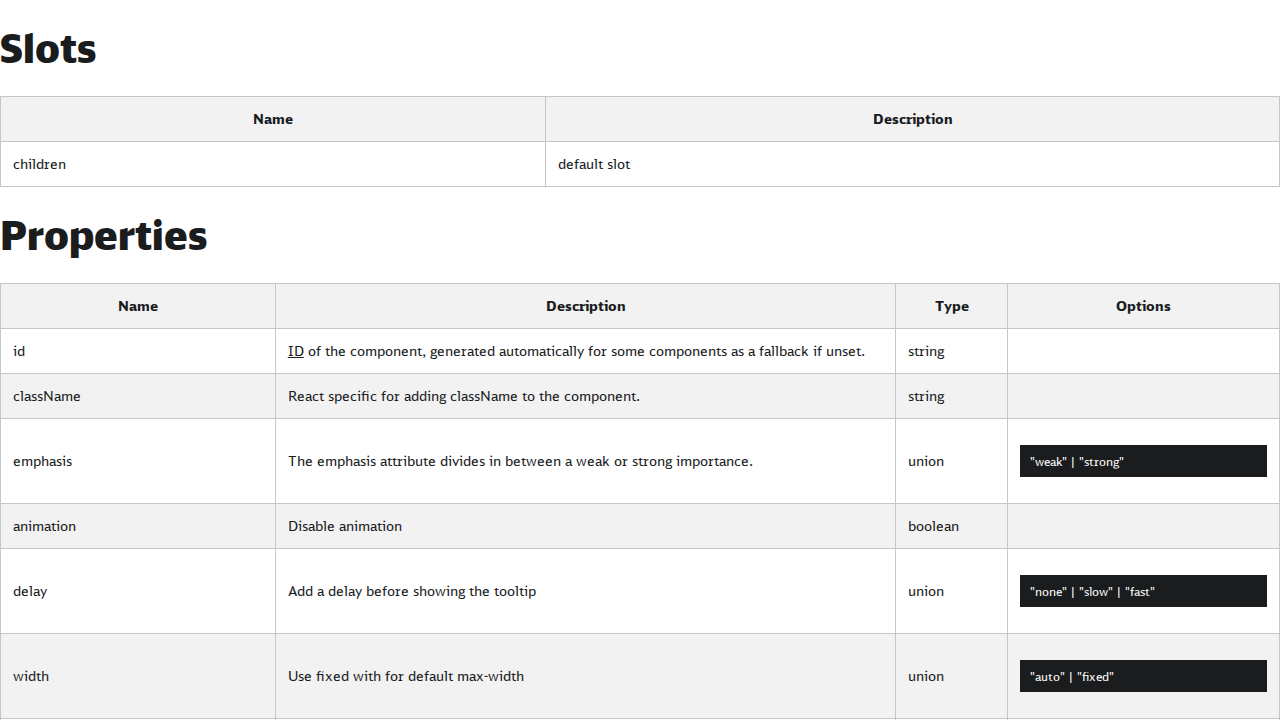 Slots
Name Description
children default slot
Properties
Name Description Type Options
id ID of the component, generated automatically for some components as a fallback if unset. string
className React specific for adding className to the component. string
emphasis The emphasis attribute divides in between a weak or strong importance. union "weak" | "strong"
animation Disable animation boolean
delay Add a delay before showing the tooltip union "none" | "slow" | "fast"
width Use fixed with for default max-width union "auto" | "fixed"